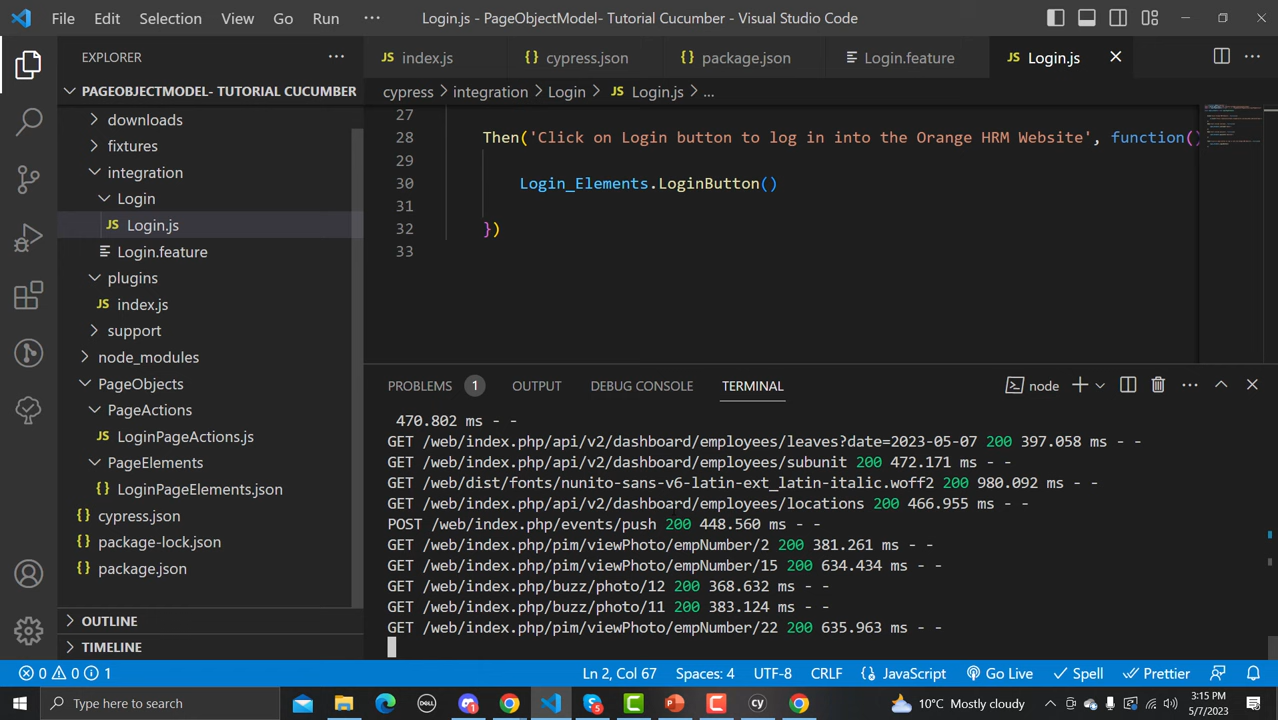 File Edit Selection View Go Run ··· Login.js - PageObjectModel- Tutorial Cucumber - Visual Studio Code
EXPLORER
JS index.js {} cypress.json {} package.json Login.feature JS Login.js
PAGEOBJECTMODEL- TUTORIAL CUCUMBER
cypress > integration > Login > JS Login.js > ...
downloads
fixtures
integration
Login
JS Login.js
Login.feature
plugins
JS index.js
support
node_modules
PageObjects
PageActions
JS LoginPageActions.js
PageElements
{} LoginPageElements.json
{} cypress.json
{} package-lock.json
{} package.json
OUTLINE
TIMELINE
27
28 Then('Click on Login button to log in into the Orange HRM Website', function()
29
30 Login_Elements.LoginButton()
31
32 })
33
PROBLEMS 1 OUTPUT DEBUG CONSOLE TERMINAL node
470.802 ms - -
GET /web/index.php/api/v2/dashboard/employees/leaves?date=2023-05-07 200 397.058 ms - -
GET /web/index.php/api/v2/dashboard/employees/subunit 200 472.171 ms - -
GET /web/dist/fonts/nunito-sans-v6-latin-ext_latin-italic.woff2 200 980.092 ms - -
GET /web/index.php/api/v2/dashboard/employees/locations 200 466.955 ms - -
POST /web/index.php/events/push 200 448.560 ms - -
GET /web/index.php/pim/viewPhoto/empNumber/2 200 381.261 ms - -
GET /web/index.php/pim/viewPhoto/empNumber/15 200 634.434 ms - -
GET /web/index.php/buzz/photo/12 200 368.632 ms - -
GET /web/index.php/buzz/photo/11 200 383.124 ms - -
GET /web/index.php/pim/viewPhoto/empNumber/22 200 635.963 ms - -
0 0 1 Ln 2, Col 67 Spaces: 4 UTF-8 CRLF {} JavaScript Go Live Spell Prettier
Type here to search DELL S 5 P C cy 10°C Mostly cloudy 3:15 PM
5/7/2023